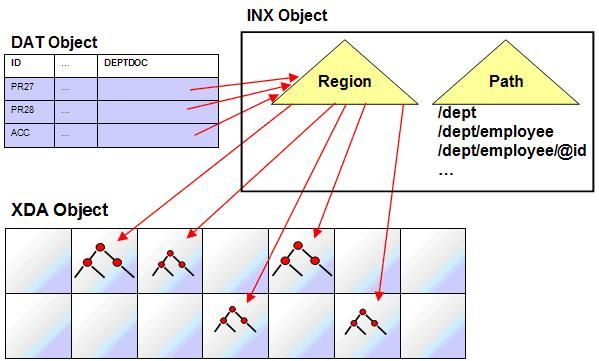 INX Object
DAT Object
ID ... DEPTDOC
PR27 ...
PR28 ...
ACC ...
Region
Path
/dept
/dept/employee
/dept/employee/@id
...
XDA Object